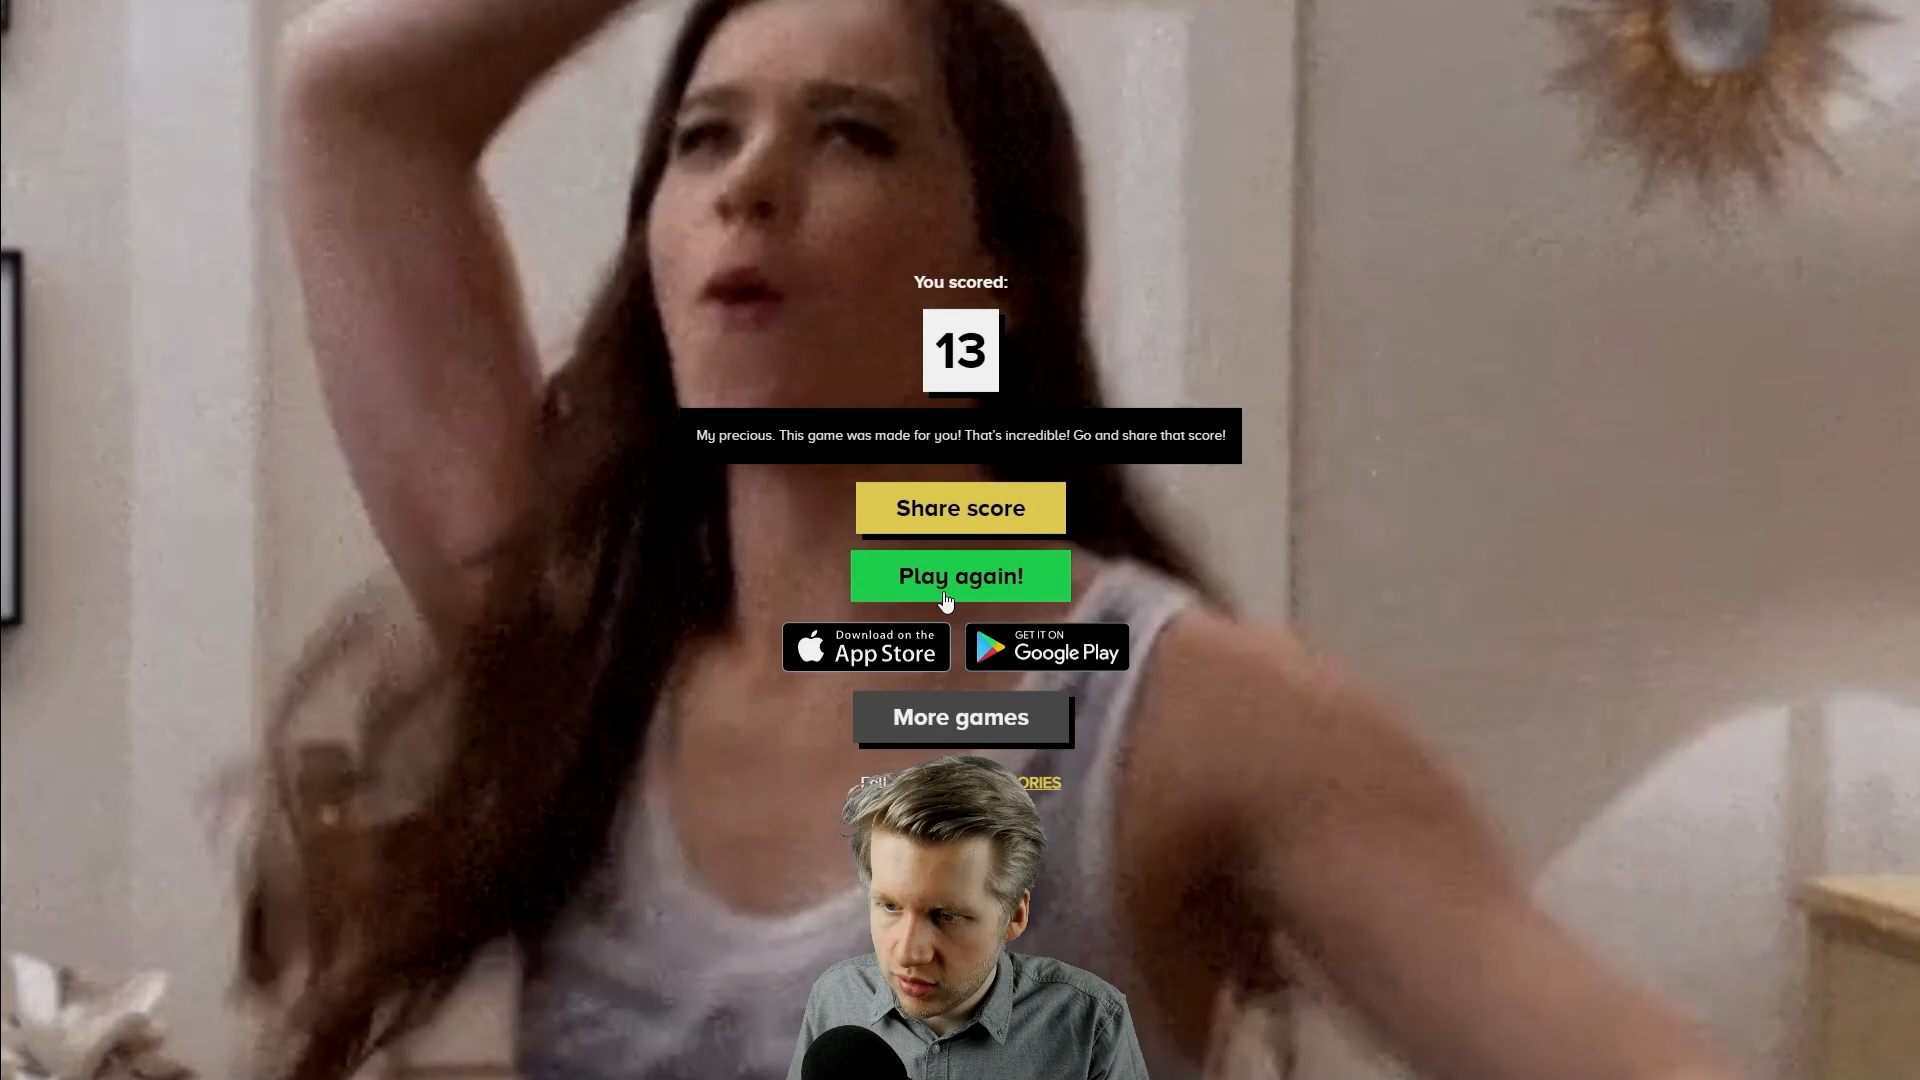 You scored:
13
My precious. This game was made for you! That's incredible! Go and share that score!
Share score
Play again!
Download on the
App Store
GET IT ON
Google Play
More games